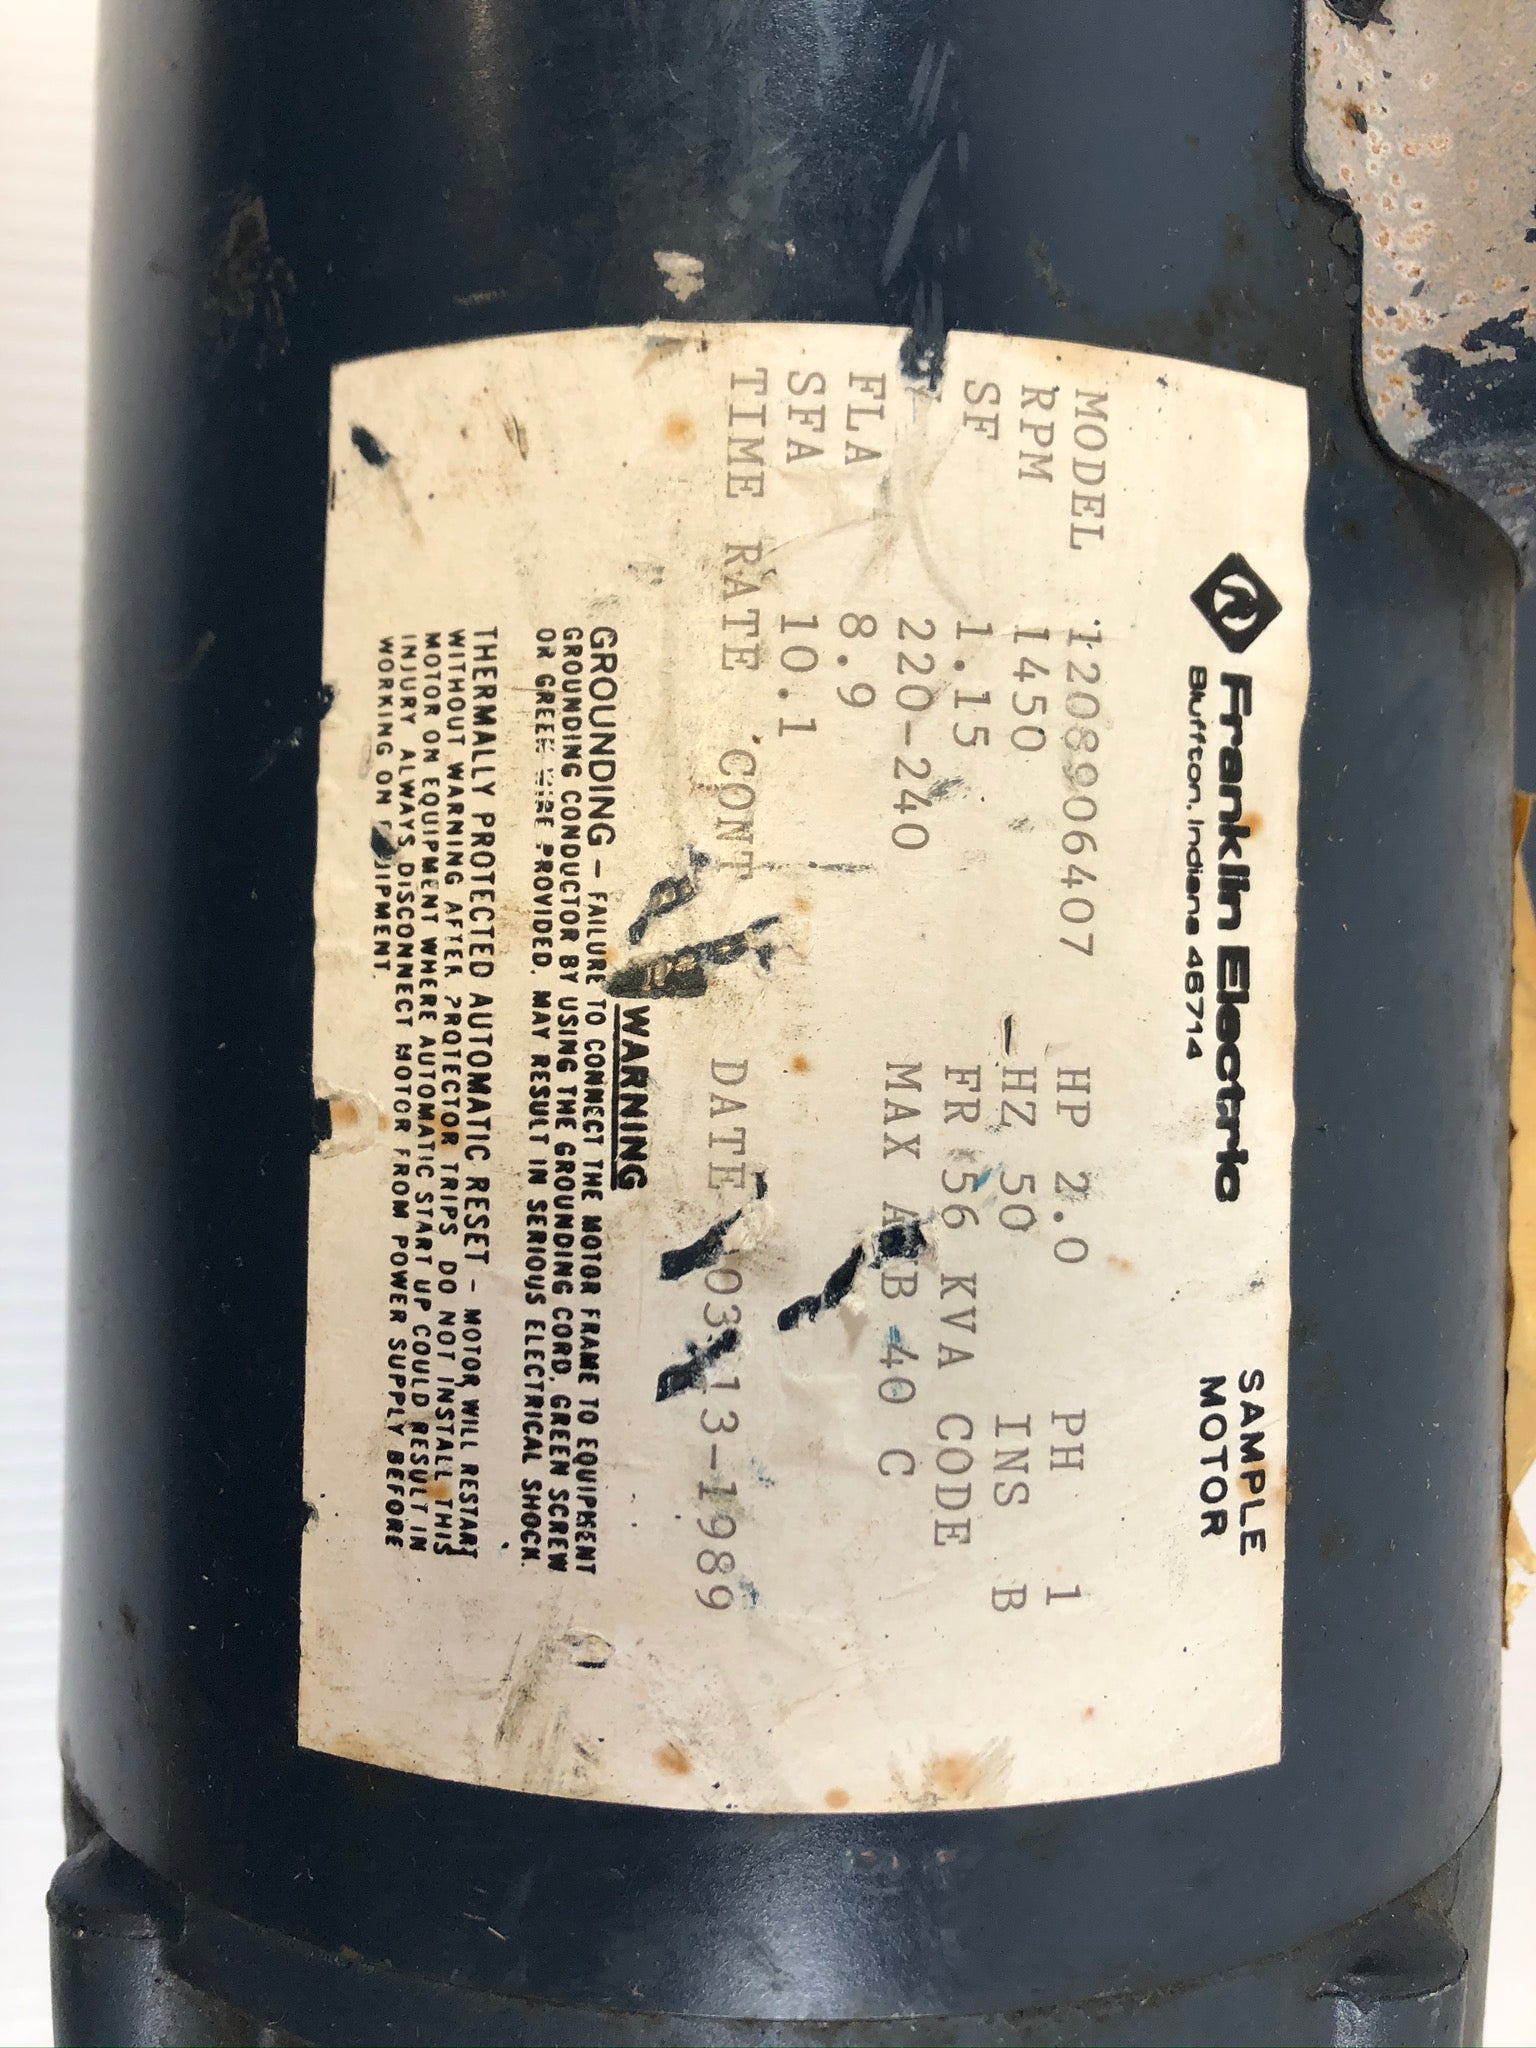 Franklin Electric
Bluffton, Indiana 46714
SAMPLE
MOTOR
MODEL 1208906407 HP 2.0 PH 1
RPM 1450 HZ 50 INS B
SF 1.15 FR 56 KVA CODE
220-240 MAX AMB 40 C
FLA 8.9
SFA 10.1
TIME RATE CONT DATE 03-13-1989
WARNING
GROUNDING - FAILURE TO CONNECT THE MOTOR FRAME TO EQUIPMENT
GROUNDING CONDUCTOR BY USING THE GROUNDING CORD, GREEN SCREW
OR GREEN WIRE PROVIDED, MAY RESULT IN SERIOUS ELECTRICAL SHOCK.
THERMALLY PROTECTED AUTOMATIC RESET - MOTOR WILL RESTART
WITHOUT WARNING AFTER PROTECTOR TRIPS. DO NOT INSTALL THIS
MOTOR ON EQUIPMENT WHERE AUTOMATIC START UP COULD RESULT IN
INJURY. ALWAYS DISCONNECT MOTOR FROM POWER SUPPLY BEFORE
WORKING ON EQUIPMENT.